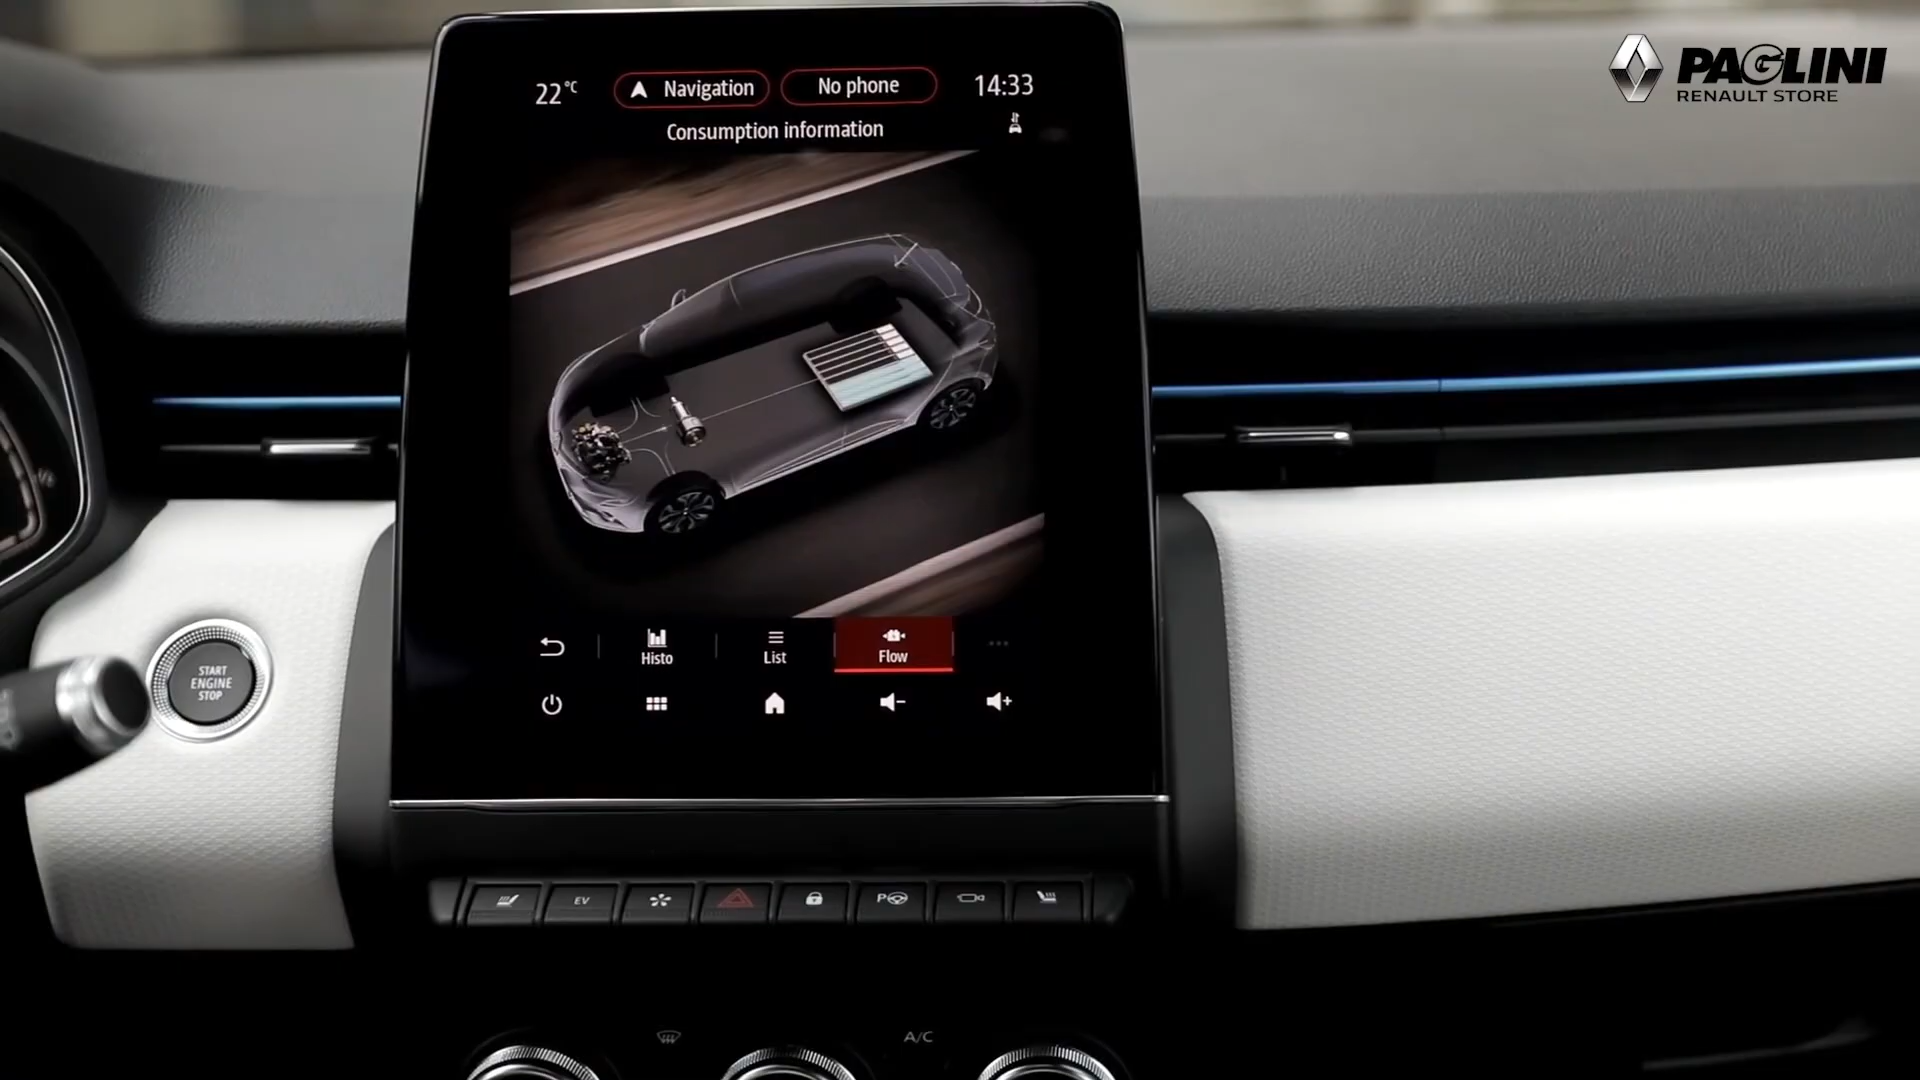 PAGLINI
RENAULT STORE
22°C
Navigation
No phone
14:33
Consumption information
Histo
List
Flow
START
ENGINE
STOP
EV
P
A/C